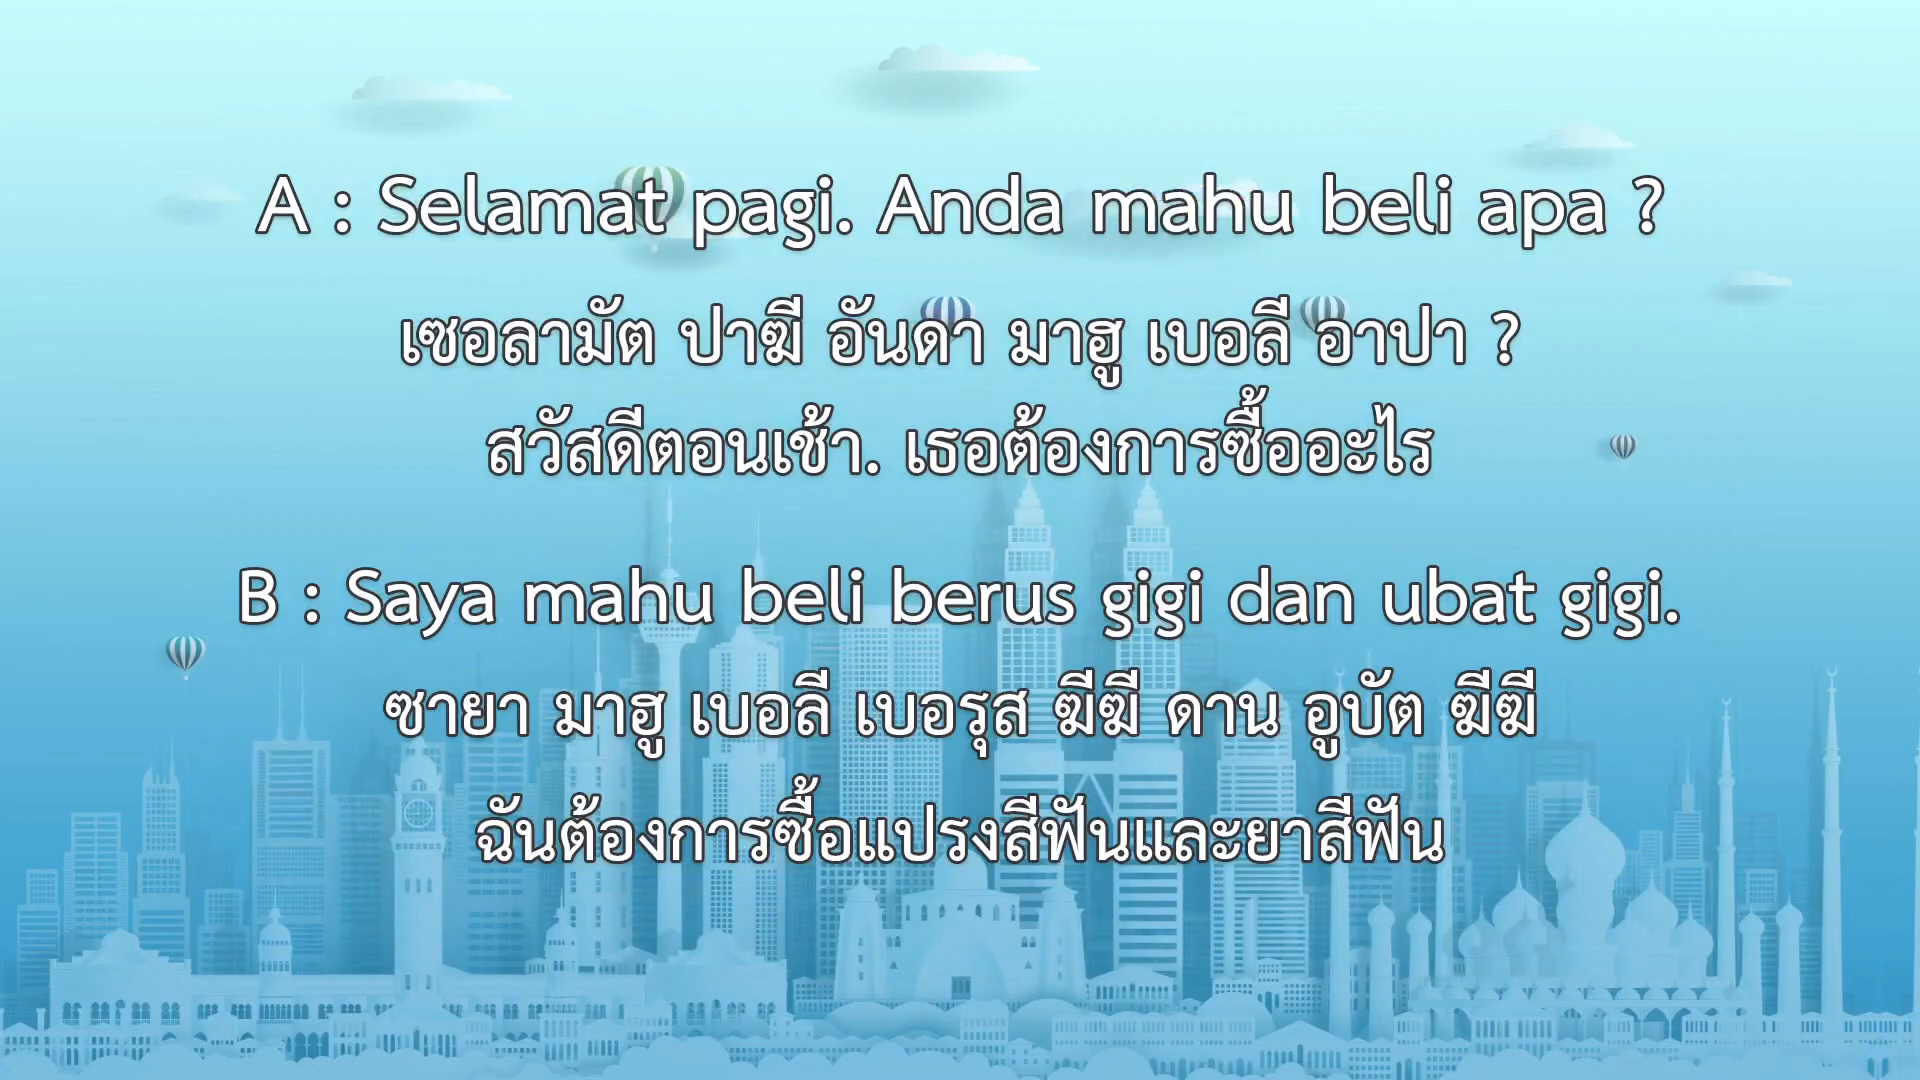 A : Selamat pagi. Anda mahu beli apa ?
เซอลามัต ปาฆี อันดา มาฮู เบอลี อาปา ?
สวัสดีตอนเช้า. เธอต้องการซื้ออะไร
B : Saya mahu beli berus gigi dan ubat gigi.
ซายา มาฮู เบอลี เบอรุส ฆีฆี ดาน อูบัต ฆีฆี
ฉันต้องการซื้อแปรงสีฟันและยาสีฟัน